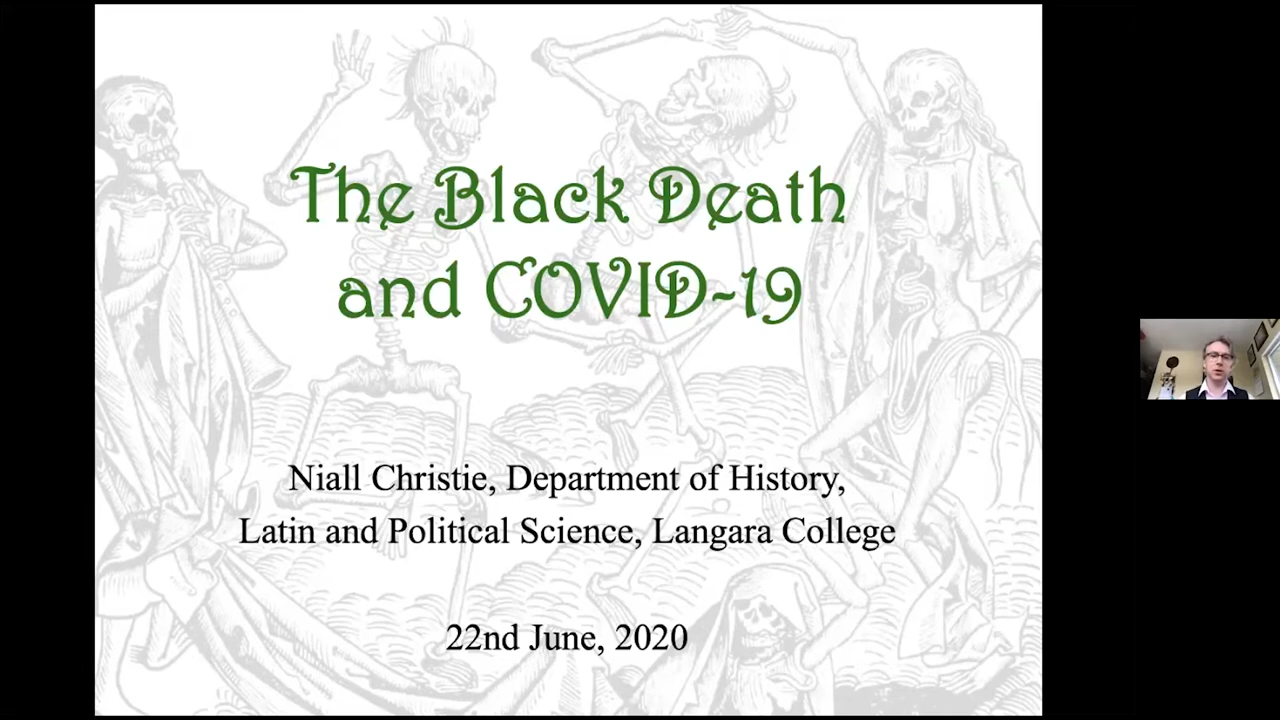 The Black Death
and COVID-19
Niall Christie, Department of History,
Latin and Political Science, Langara College
22nd June, 2020